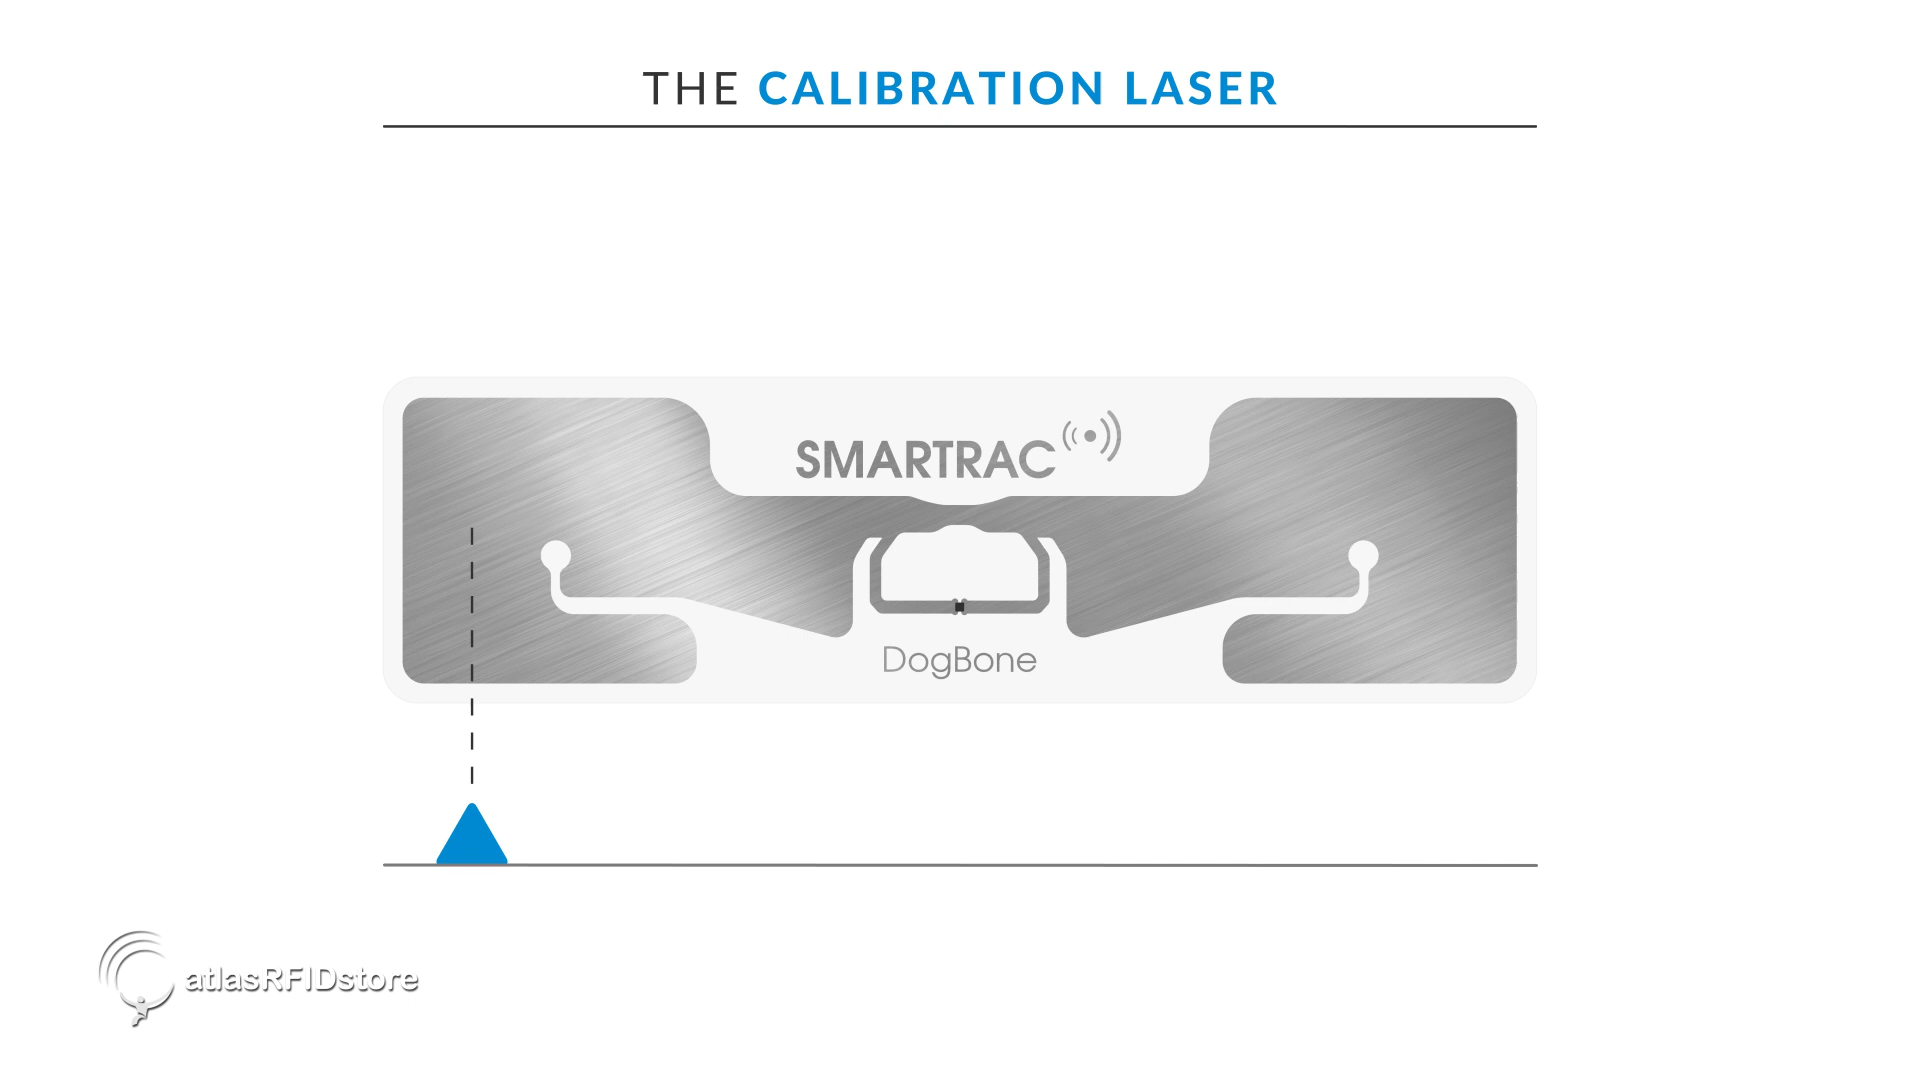 THE CALIBRATION LASER
SMARTRAC
DogBone
atlasRFIDstore